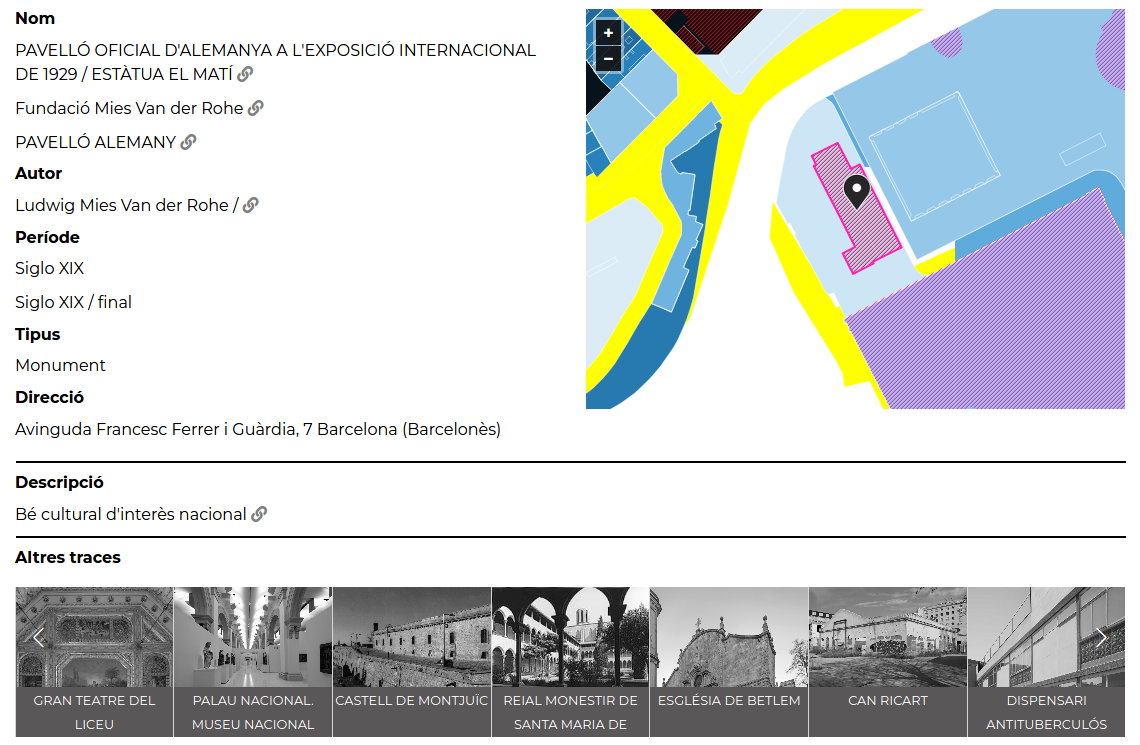 Nom
PAVELLÓ OFICIAL D'ALEMANYA A L'EXPOSICIÓ INTERNACIONAL
DE 1929 / ESTÀTUA EL MATÍ
Fundació Mies Van der Rohe
PAVELLÓ ALEMANY
Autor
Ludwig Mies Van der Rohe /
Període
Siglo XIX
Siglo XIX / final
Tipus
Monument
Direcció
Avinguda Francesc Ferrer i Guàrdia, 7 Barcelona (Barcelonès)
+
−
Descripció
Bé cultural d'interès nacional
Altres traces
GRAN TEATRE DEL
LICEU
PALAU NACIONAL.
MUSEU NACIONAL
CASTELL DE MONTJUÏC
REIAL MONESTIR DE
SANTA MARIA DE
ESGLÉSIA DE BETLEM
CAN RICART
DISPENSARI
ANTITUBERCULÓS